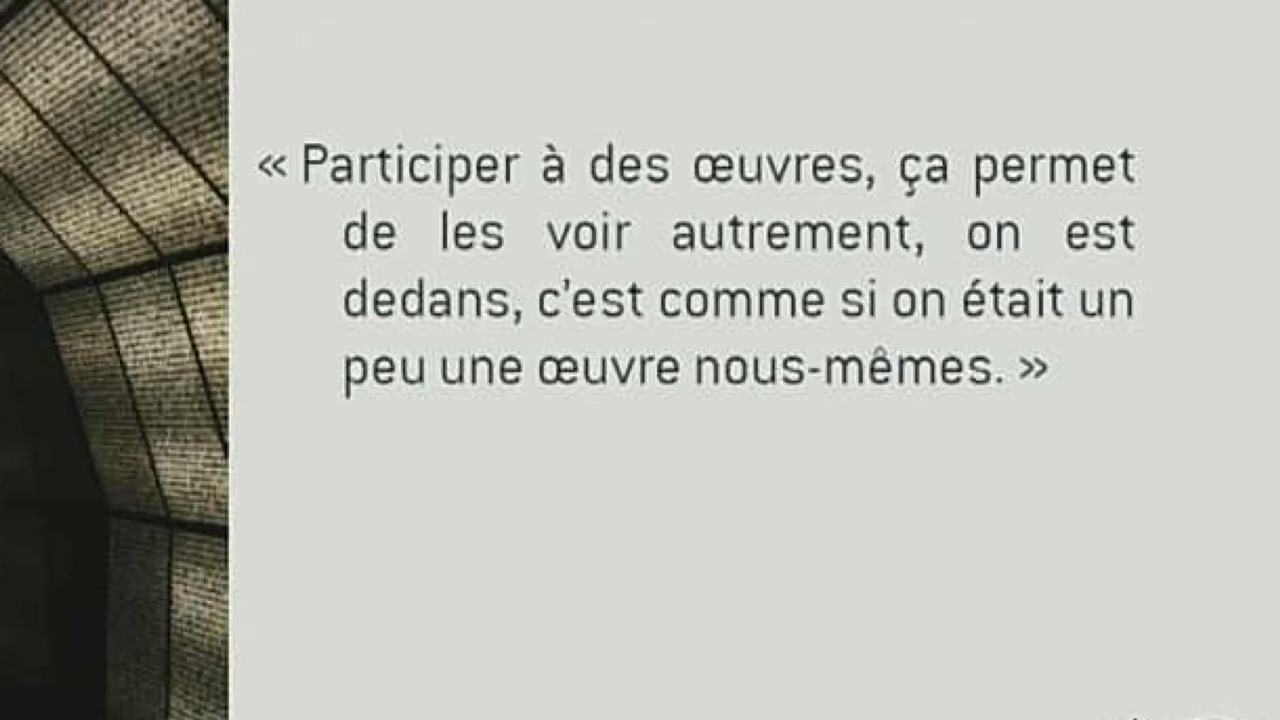 « Participer à des œuvres, ça permet
de les voir autrement, on est
dedans, c'est comme si on était un
peu une œuvre nous-mêmes. »